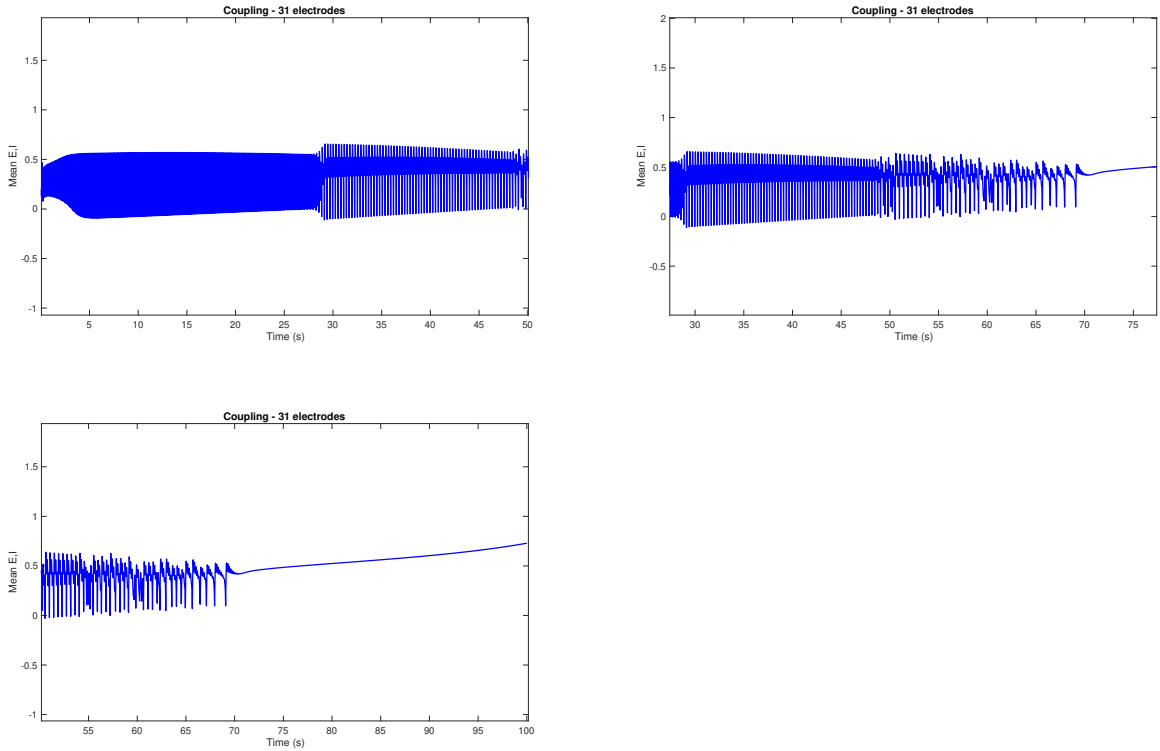 Coupling - 31 electrodes
Mean E,I
1.5
1
0.5
0
-0.5
-1
5 10 15 20 25 30 35 40 45 50
Time (s)
Coupling - 31 electrodes
Mean E,I
2
1.5
1
0.5
0
-0.5
30 35 40 45 50 55 60 65 70 75
Time (s)
Coupling - 31 electrodes
Mean E,I
1.5
1
0.5
0
-0.5
-1
55 60 65 70 75 80 85 90 95 100
Time (s)